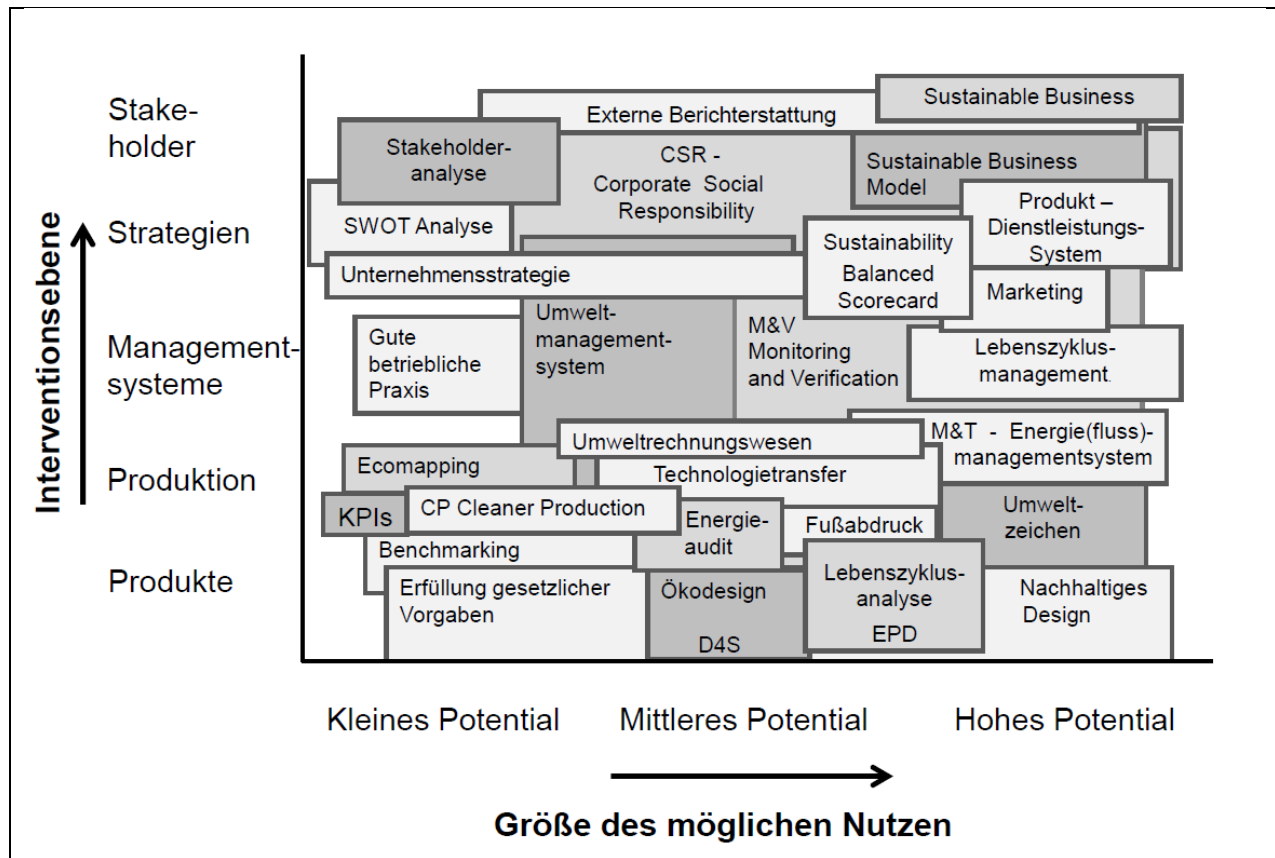 Interventionsebene
Stake-
holder
Strategien
Management-
systeme
Produktion
Produkte
Sustainable Business
Externe Berichterstattung
Stakeholder-
analyse
CSR -
Corporate Social
Responsibility
Sustainable Business
Model
SWOT Analyse
Produkt –
Dienstleistungs-
System
Sustainability
Balanced
Scorecard
Unternehmensstrategie
Marketing
Gute
betriebliche
Praxis
Umwelt-
management-
system
M&V
Monitoring
and Verification
Lebenszyklus-
management.
Umweltrechnungswesen
M&T - Energie(fluss)-
managementsystem
Ecomapping
Technologietransfer
KPIs
CP Cleaner Production
Energie-
audit
Fußabdruck
Umwelt-
zeichen
Benchmarking
Erfüllung gesetzlicher
Vorgaben
Ökodesign
D4S
Lebenszyklus-
analyse
EPD
Nachhaltiges
Design
Kleines Potential
Mittleres Potential
Hohes Potential
Größe des möglichen Nutzen